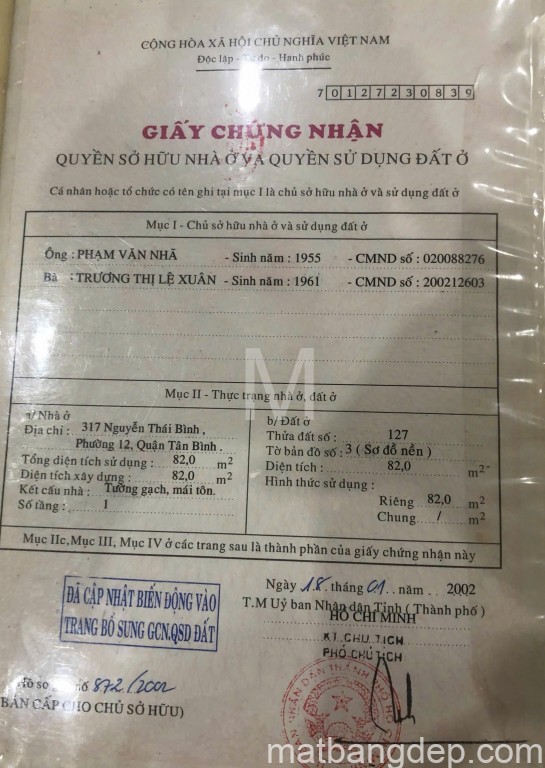 CỘNG HÒA XÃ HỘI CHỦ NGHĨA VIỆT NAM
Độc lập - Tự do - Hạnh phúc
7 0 1 2 7 2 3 0 8 3 9
GIẤY CHỨNG NHẬN
QUYỀN SỞ HỮU NHÀ Ở VÀ QUYỀN SỬ DỤNG ĐẤT Ở
Cá nhân hoặc tổ chức có tên ghi tại mục I là chủ sở hữu nhà ở và sử dụng đất ở
Mục I - Chủ sở hữu nhà ở và sử dụng đất ở
Ông : PHẠM VĂN NHÃ - Sinh năm : 1955 - CMND số : 020088276
Bà : TRƯƠNG THỊ LỆ XUÂN - Sinh năm : 1961 - CMND số : 200212603
M
Mục II - Thực trạng nhà ở, đất ở
a/ Nhà ở
Địa chỉ : 317 Nguyễn Thái Bình ,
Phường 12, Quận Tân Bình .
Tổng diện tích sử dụng : 82,0 m2
Diện tích xây dựng : 82,0 m2
Kết cấu nhà : Tường gạch, mái tôn.
Số tầng : 1
b/ Đất ở
Thửa đất số : 127
Tờ bản đồ số : 3 ( Sơ đồ nền )
Diện tích : 82,0 m2
Hình thức sử dụng :
Riêng 82,0 m2
Chung / m2
Mục IIc, Mục III, Mục IV ở các trang sau là thành phần của giấy chứng nhận này
Ngày 18 tháng 01 năm 2002
T.M Uỷ ban Nhân dân Tỉnh ( Thành phố )
HỒ CHÍ MINH
KT CHỦ TỊCH
PHÓ CHỦ TỊCH
ĐÃ CẬP NHẬT BIẾN ĐỘNG VÀO
TRANG BỔ SUNG GCN,QSD ĐẤT
Hồ sơ số 872/2002
(BẢN CẤP CHO CHỦ SỞ HỮU)
matbangdep.com